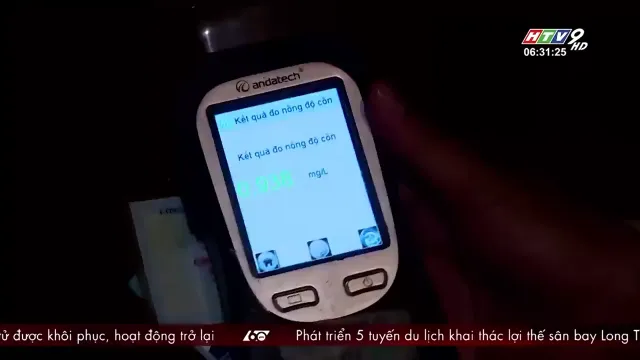 HTV9 HD
06:31:25
andatech®
Kết quả đo nồng độ cồn
Kết quả đo nồng độ cồn
mg/L
ử được khôi phục, hoạt động trở lại
60
Phát triển 5 tuyến du lịch khai thác lợi thế sân bay Long T